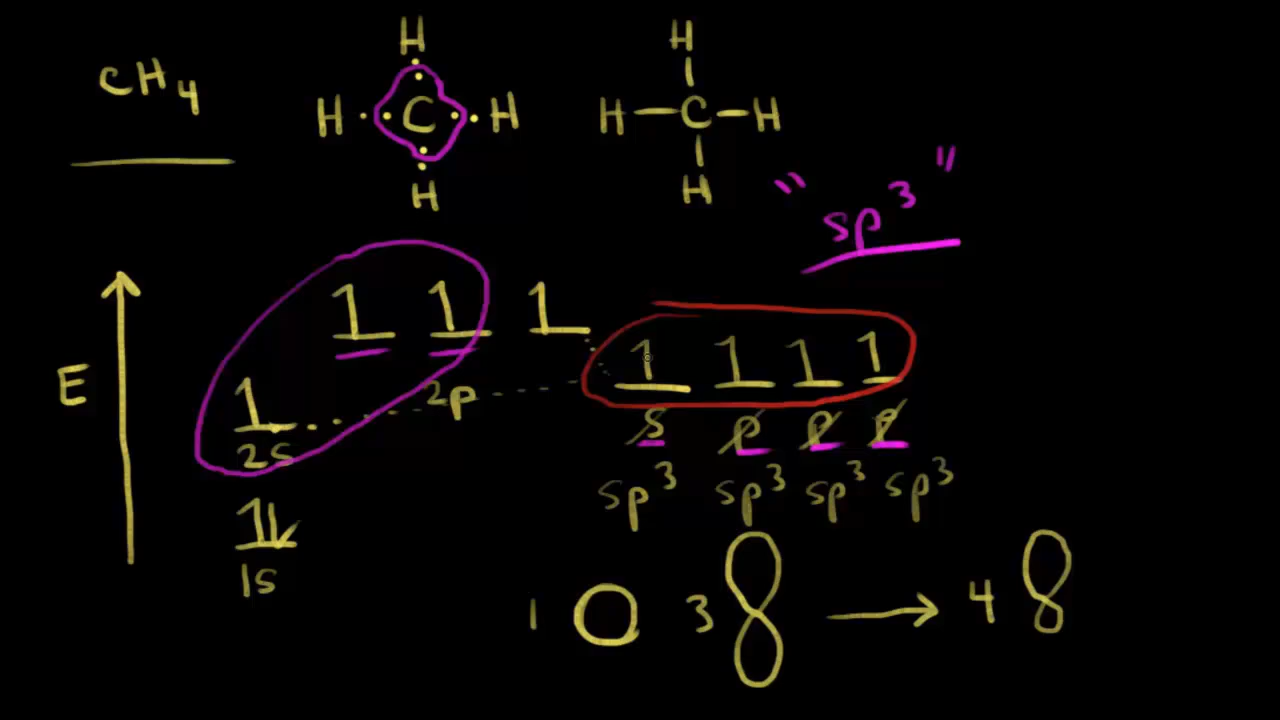 H H
CH4 H C H H C H
H H
"sp3"
1 1 1
E 1 2p 1 1 1 1
2s s p p p
1s sp3 sp3 sp3 sp3
1 3 → 4